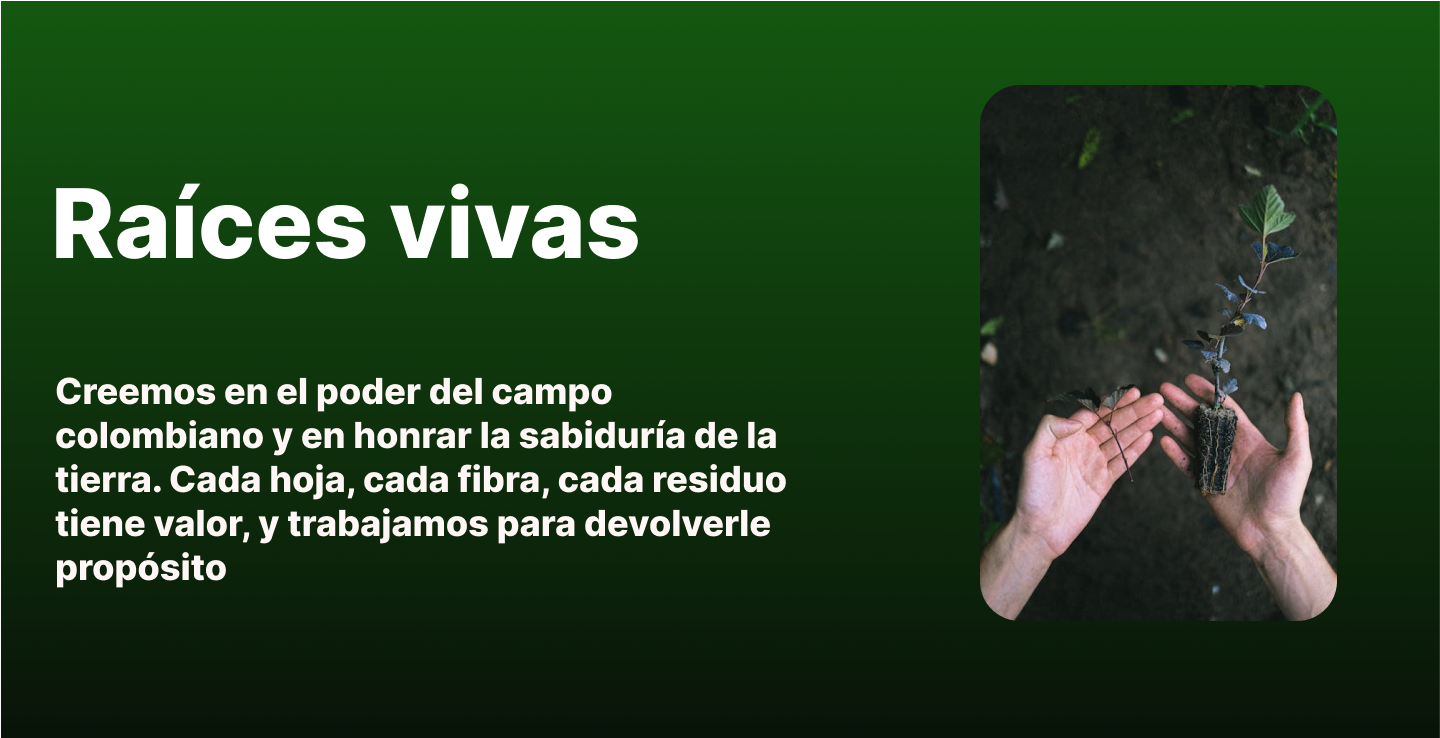 Raíces vivas
Creemos en el poder del campo
colombiano y en honrar la sabiduría de la
tierra. Cada hoja, cada fibra, cada residuo
tiene valor, y trabajamos para devolverle
propósito